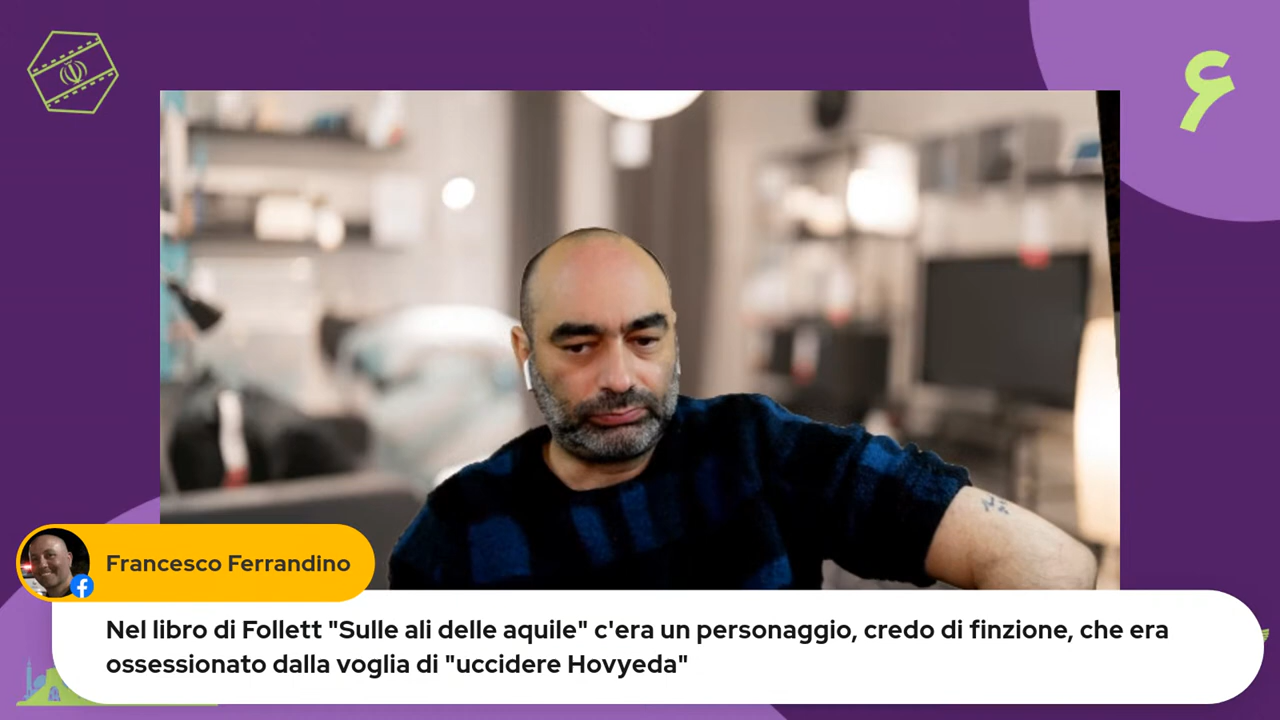 ۶
Francesco Ferrandino
Nel libro di Follett "Sulle ali delle aquile" c'era un personaggio, credo di finzione, che era
ossessionato dalla voglia di "uccidere Hovyeda"